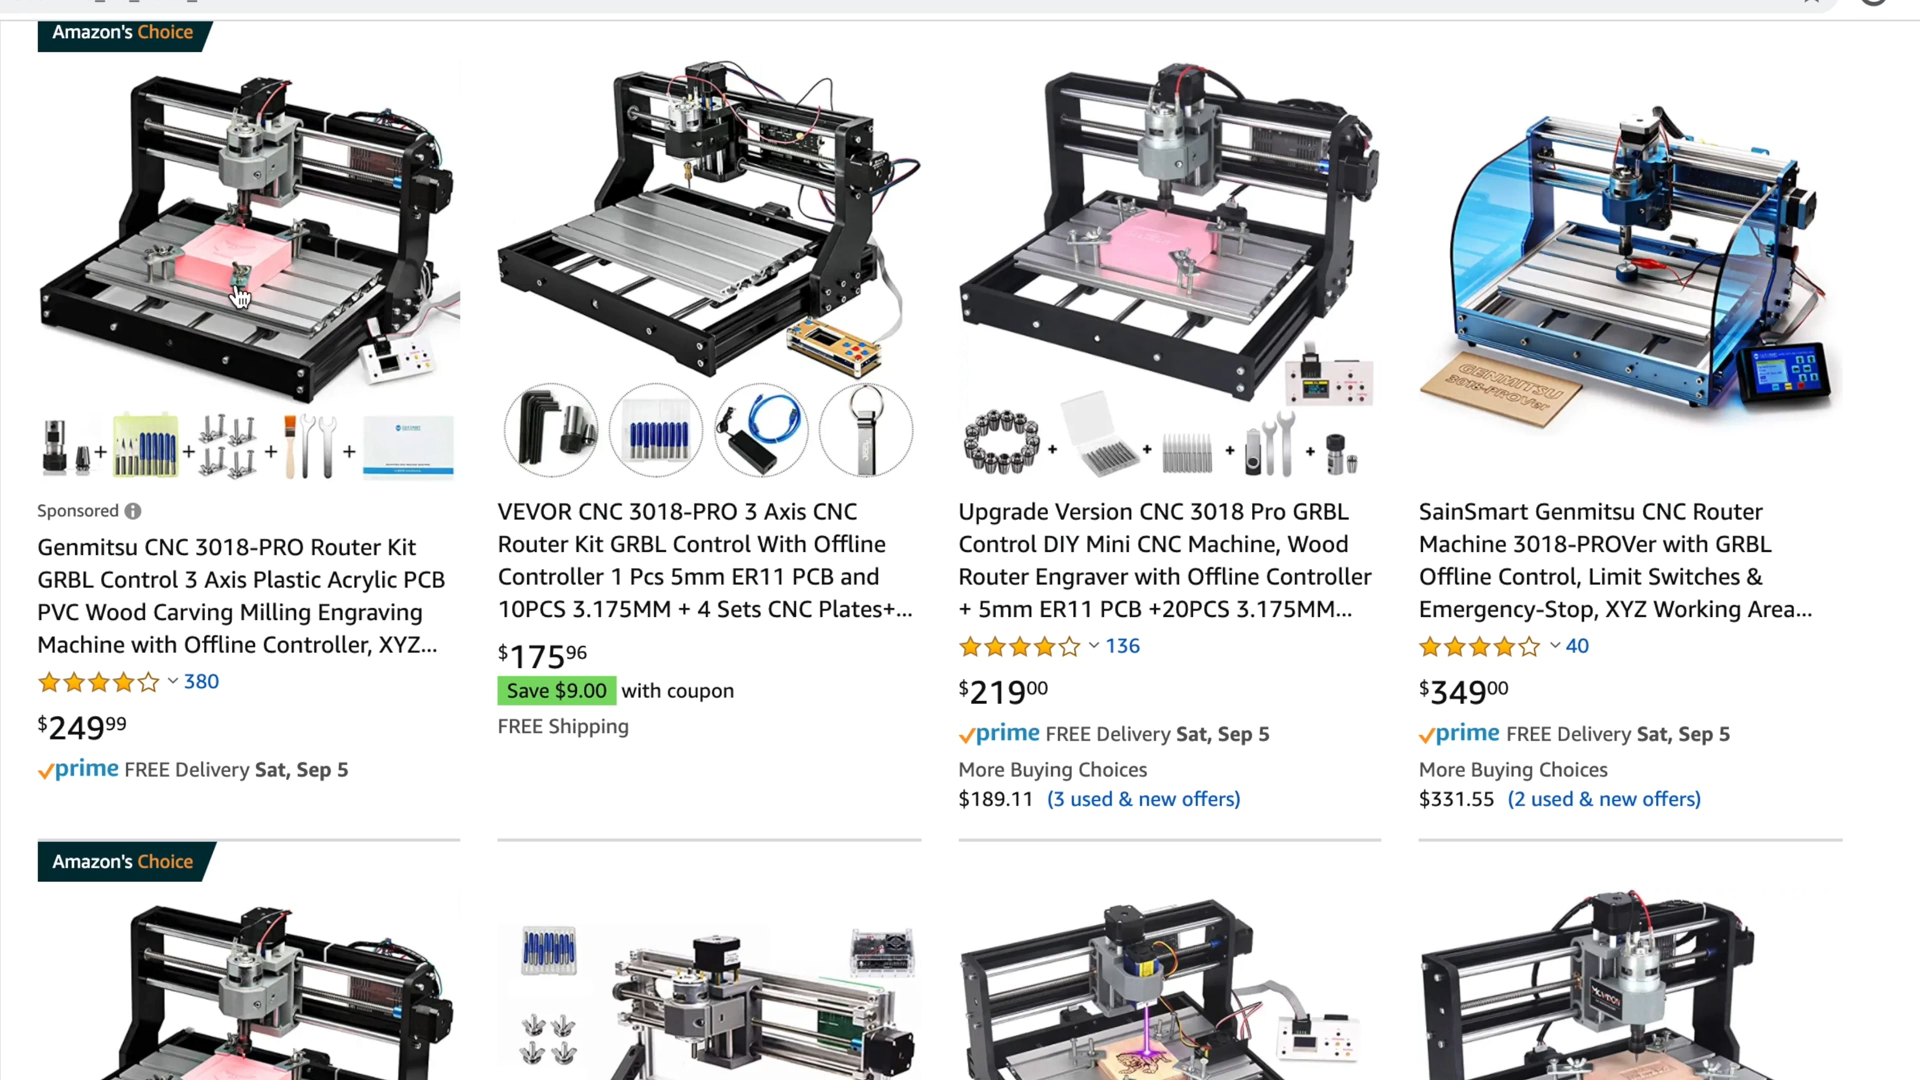 Amazon's Choice
GENMITSU
3018-PROVer
Sponsored
Genmitsu CNC 3018-PRO Router Kit
GRBL Control 3 Axis Plastic Acrylic PCB
PVC Wood Carving Milling Engraving
Machine with Offline Controller, XYZ...
380
$249.99
prime FREE Delivery Sat, Sep 5
VEVOR CNC 3018-PRO 3 Axis CNC
Router Kit GRBL Control With Offline
Controller 1 Pcs 5mm ER11 PCB and
10PCS 3.175MM + 4 Sets CNC Plates+...
$175.96
Save $9.00 with coupon
FREE Shipping
Upgrade Version CNC 3018 Pro GRBL
Control DIY Mini CNC Machine, Wood
Router Engraver with Offline Controller
+ 5mm ER11 PCB +20PCS 3.175MM...
136
$219.00
prime FREE Delivery Sat, Sep 5
More Buying Choices
$189.11 (3 used & new offers)
SainSmart Genmitsu CNC Router
Machine 3018-PROVer with GRBL
Offline Control, Limit Switches &
Emergency-Stop, XYZ Working Area...
40
$349.00
prime FREE Delivery Sat, Sep 5
More Buying Choices
$331.55 (2 used & new offers)
Amazon's Choice